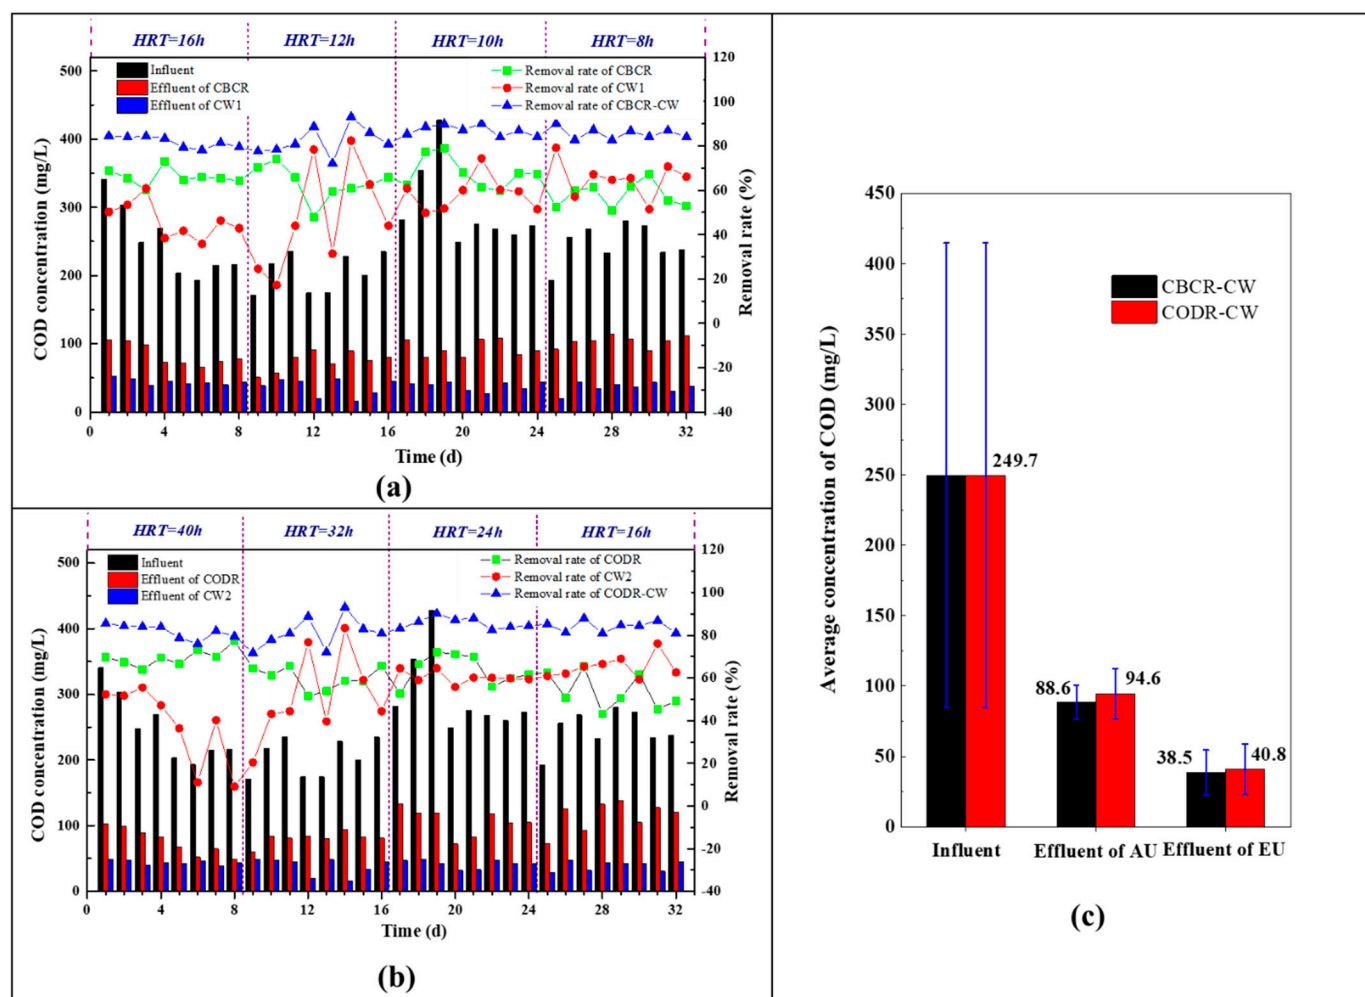 HRT=16h HRT=12h HRT=10h HRT=8h
Influent
Effluent of CBCR
Effluent of CW1
Removal rate of CBCR
Removal rate of CW1
Removal rate of CBCR-CW
COD concentration (mg/L)
500
400
300
200
100
0
120
100
80
60
40
20
0
-20
-40
Removal rate (%)
0 4 8 12 16 20 24 28 32
Time (d)
(a)
HRT=40h HRT=32h HRT=24h HRT=16h
Influent
Effluent of CODR
Effluent of CW2
Removal rate of CODR
Removal rate of CW2
Removal rate of CODR-CW
COD concentration (mg/L)
500
400
300
200
100
0
120
100
80
60
40
20
0
-20
-40
Removal rate (%)
0 4 8 12 16 20 24 28 32
Time (d)
(b)
Average concentration of COD (mg/L)
450
400
350
300
250
200
150
100
50
0
CBCR-CW
CODR-CW
249.7
88.6 94.6
38.5 40.8
Influent Effluent of AU Effluent of EU
(c)